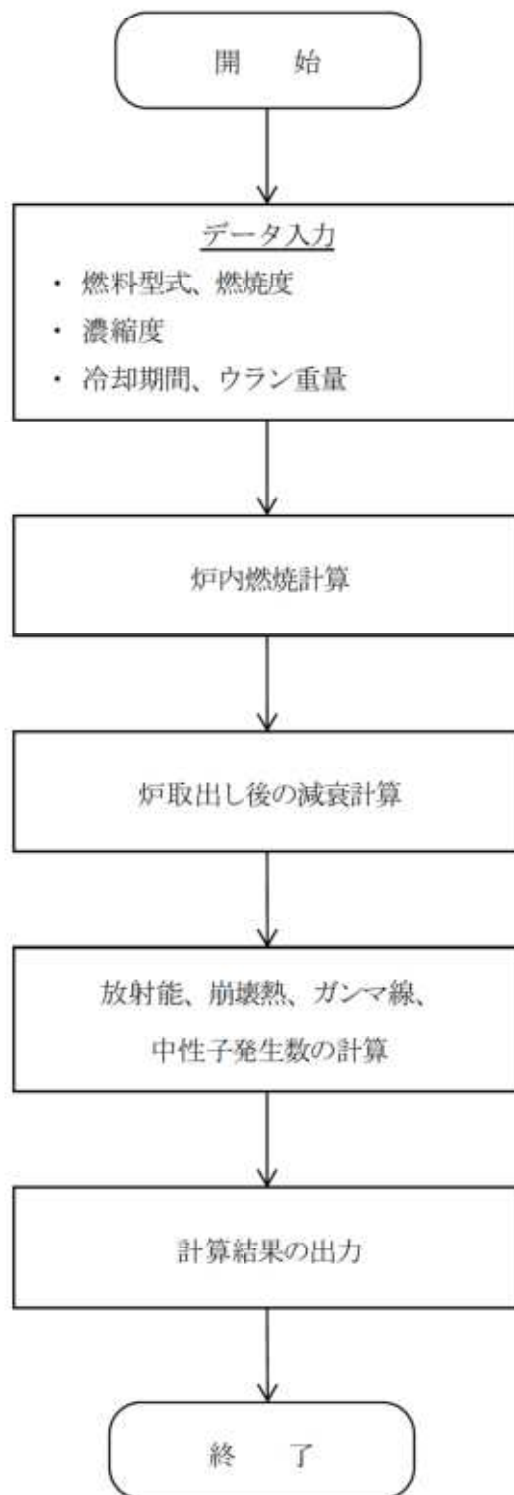 開　始
データ入力
・ 燃料型式、燃焼度
・ 濃縮度
・ 冷却期間、ウラン重量
炉内燃焼計算
炉取出し後の減衰計算
放射能、崩壊熱、ガンマ線、
中性子発生数の計算
計算結果の出力
終　了